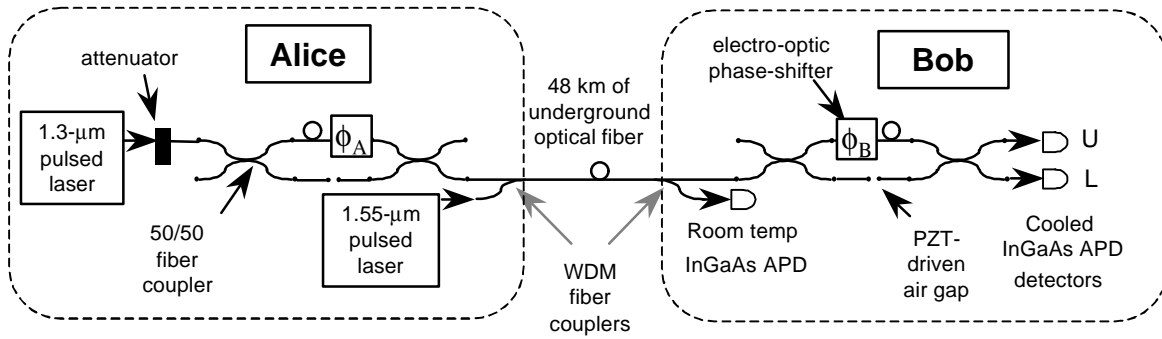 Alice
attenuator
1.3-μm
pulsed
laser
ϕA
50/50
fiber
coupler
1.55-μm
pulsed
laser
48 km of
underground
optical fiber
WDM
fiber
couplers
electro-optic
phase-shifter
Bob
ϕB
U
L
Room temp
InGaAs APD
PZT-
driven
air gap
Cooled
InGaAs APD
detectors